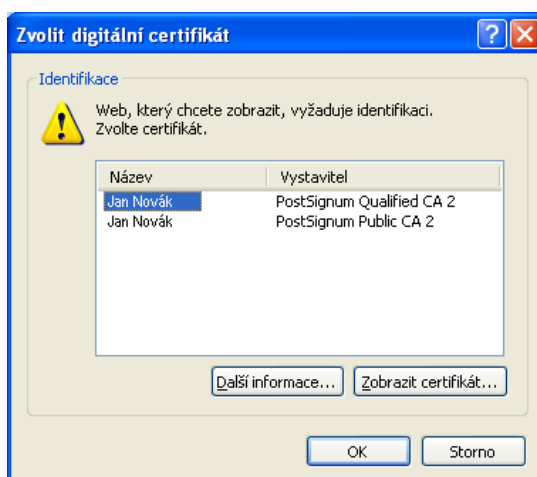 Zvolit digitální certifikát
Identifikace
Web, který chcete zobrazit, vyžaduje identifikaci.
Zvolte certifikát.
Název Vystavitel
Jan Novák PostSignum Qualified CA 2
Jan Novák PostSignum Public CA 2
Další informace... Zobrazit certifikát...
OK Storno